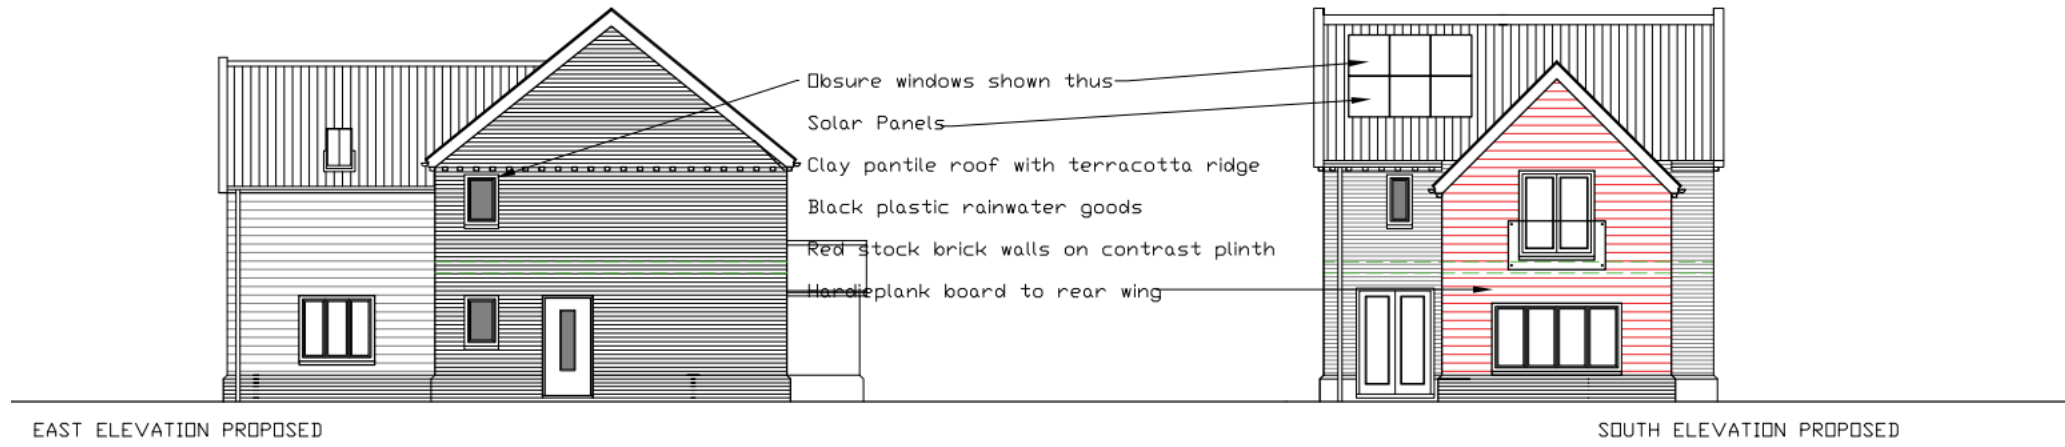 Obsure windows shown thus
Solar Panels
Clay pantile roof with terracotta ridge
Black plastic rainwater goods
Red stock brick walls on contrast plinth
Hardieplank board to rear wing
EAST ELEVATION PROPOSED
SOUTH ELEVATION PROPOSED